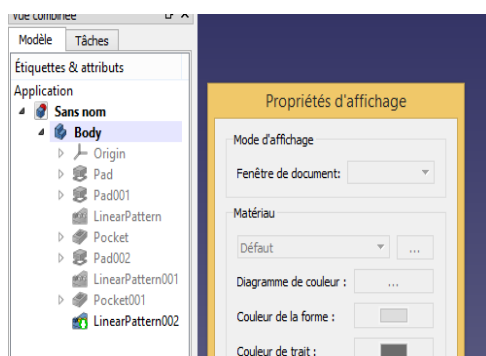 Vue combinée
Modèle Tâches
Étiquettes & attributs
Application
Sans nom
Body
Origin
Pad
Pad001
LinearPattern
Pocket
Pad002
LinearPattern001
Pocket001
LinearPattern002
Propriétés d'affichage
Mode d'affichage
Fenêtre de document:
Matériau
Défaut ...
Diagramme de couleur : ...
Couleur de la forme :
Couleur de trait :